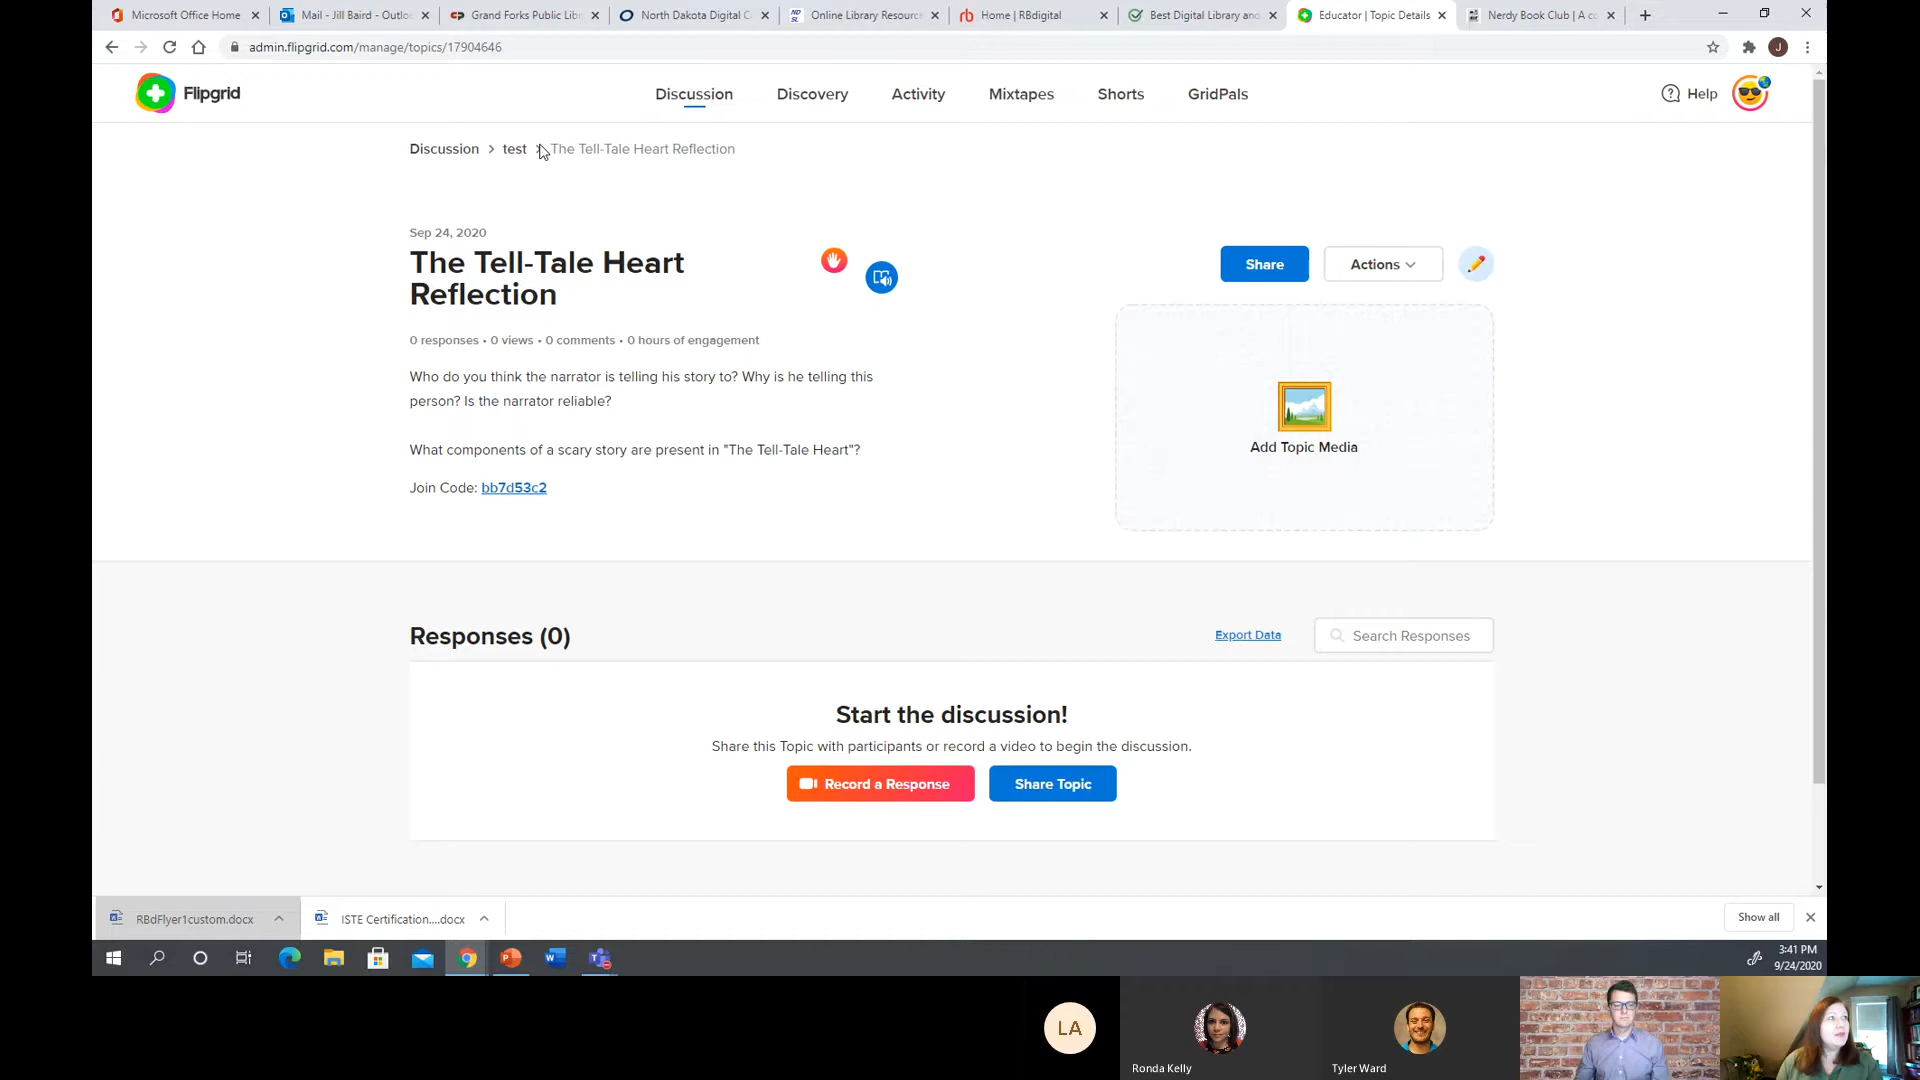 Microsoft Office Home
Mail - Jill Baird - Outloo
Grand Forks Public Libr
North Dakota Digital C
Online Library Resourc
Home | RBdigital
Best Digital Library and
Educator | Topic Details
Nerdy Book Club | A co
admin.flipgrid.com/manage/topics/17904646
J
Flipgrid
Discussion
Discovery
Activity
Mixtapes
Shorts
GridPals
Help
Discussion > test > The Tell-Tale Heart Reflection
Sep 24, 2020
The Tell-Tale Heart
Reflection
Share
Actions
0 responses • 0 views • 0 comments • 0 hours of engagement
Who do you think the narrator is telling his story to? Why is he telling this
person? Is the narrator reliable?
What components of a scary story are present in "The Tell-Tale Heart"?
Add Topic Media
Join Code: bb7d53c2
Responses (0)
Export Data
Search Responses
Start the discussion!
Share this Topic with participants or record a video to begin the discussion.
Record a Response
Share Topic
RBdFlyer1custom.docx
ISTE Certification....docx
Show all
3:41 PM
9/24/2020
LA
Ronda Kelly
Tyler Ward